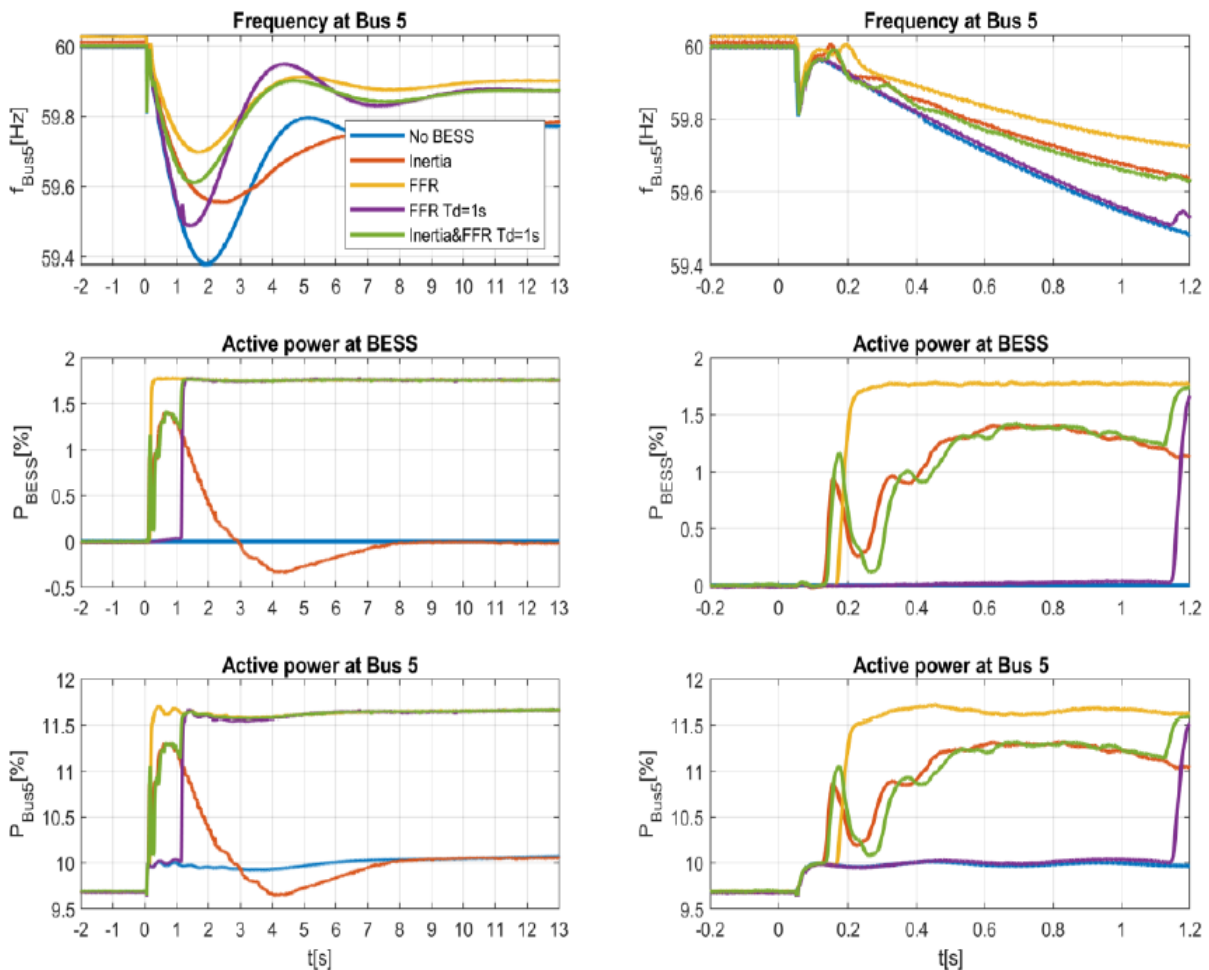 Frequency at Bus 5
f_Bus5[Hz]
60
59.8
59.6
59.4
-2 -1 0 1 2 3 4 5 6 7 8 9 10 11 12 13
No BESS
Inertia
FFR
FFR Td=1s
Inertia&FFR Td=1s
Frequency at Bus 5
f_Bus5[Hz]
60
59.8
59.6
59.4
-0.2 0 0.2 0.4 0.6 0.8 1 1.2
Active power at BESS
P_BESS[%]
2
1.5
1
0.5
0
-0.5
-2 -1 0 1 2 3 4 5 6 7 8 9 10 11 12 13
Active power at BESS
P_BESS[%]
2
1.5
1
0.5
0
-0.2 0 0.2 0.4 0.6 0.8 1 1.2
Active power at Bus 5
P_Bus5[%]
12
11.5
11
10.5
10
9.5
-2 -1 0 1 2 3 4 5 6 7 8 9 10 11 12 13
t[s]
Active power at Bus 5
P_Bus5[%]
12
11.5
11
10.5
10
9.5
-0.2 0 0.2 0.4 0.6 0.8 1 1.2
t[s]